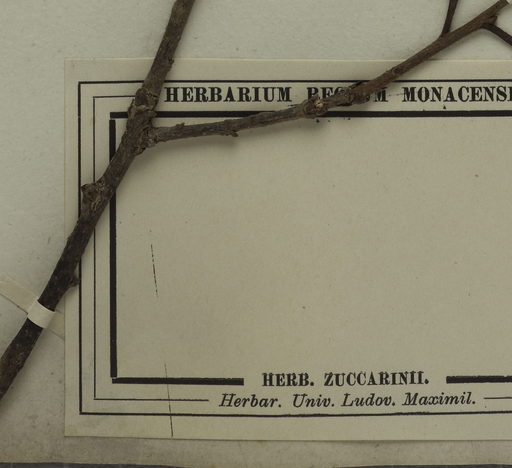 HERBARIUM MONACENS
HERB. ZUCCARINII.
Herbar. Univ. Ludov. Maximil.